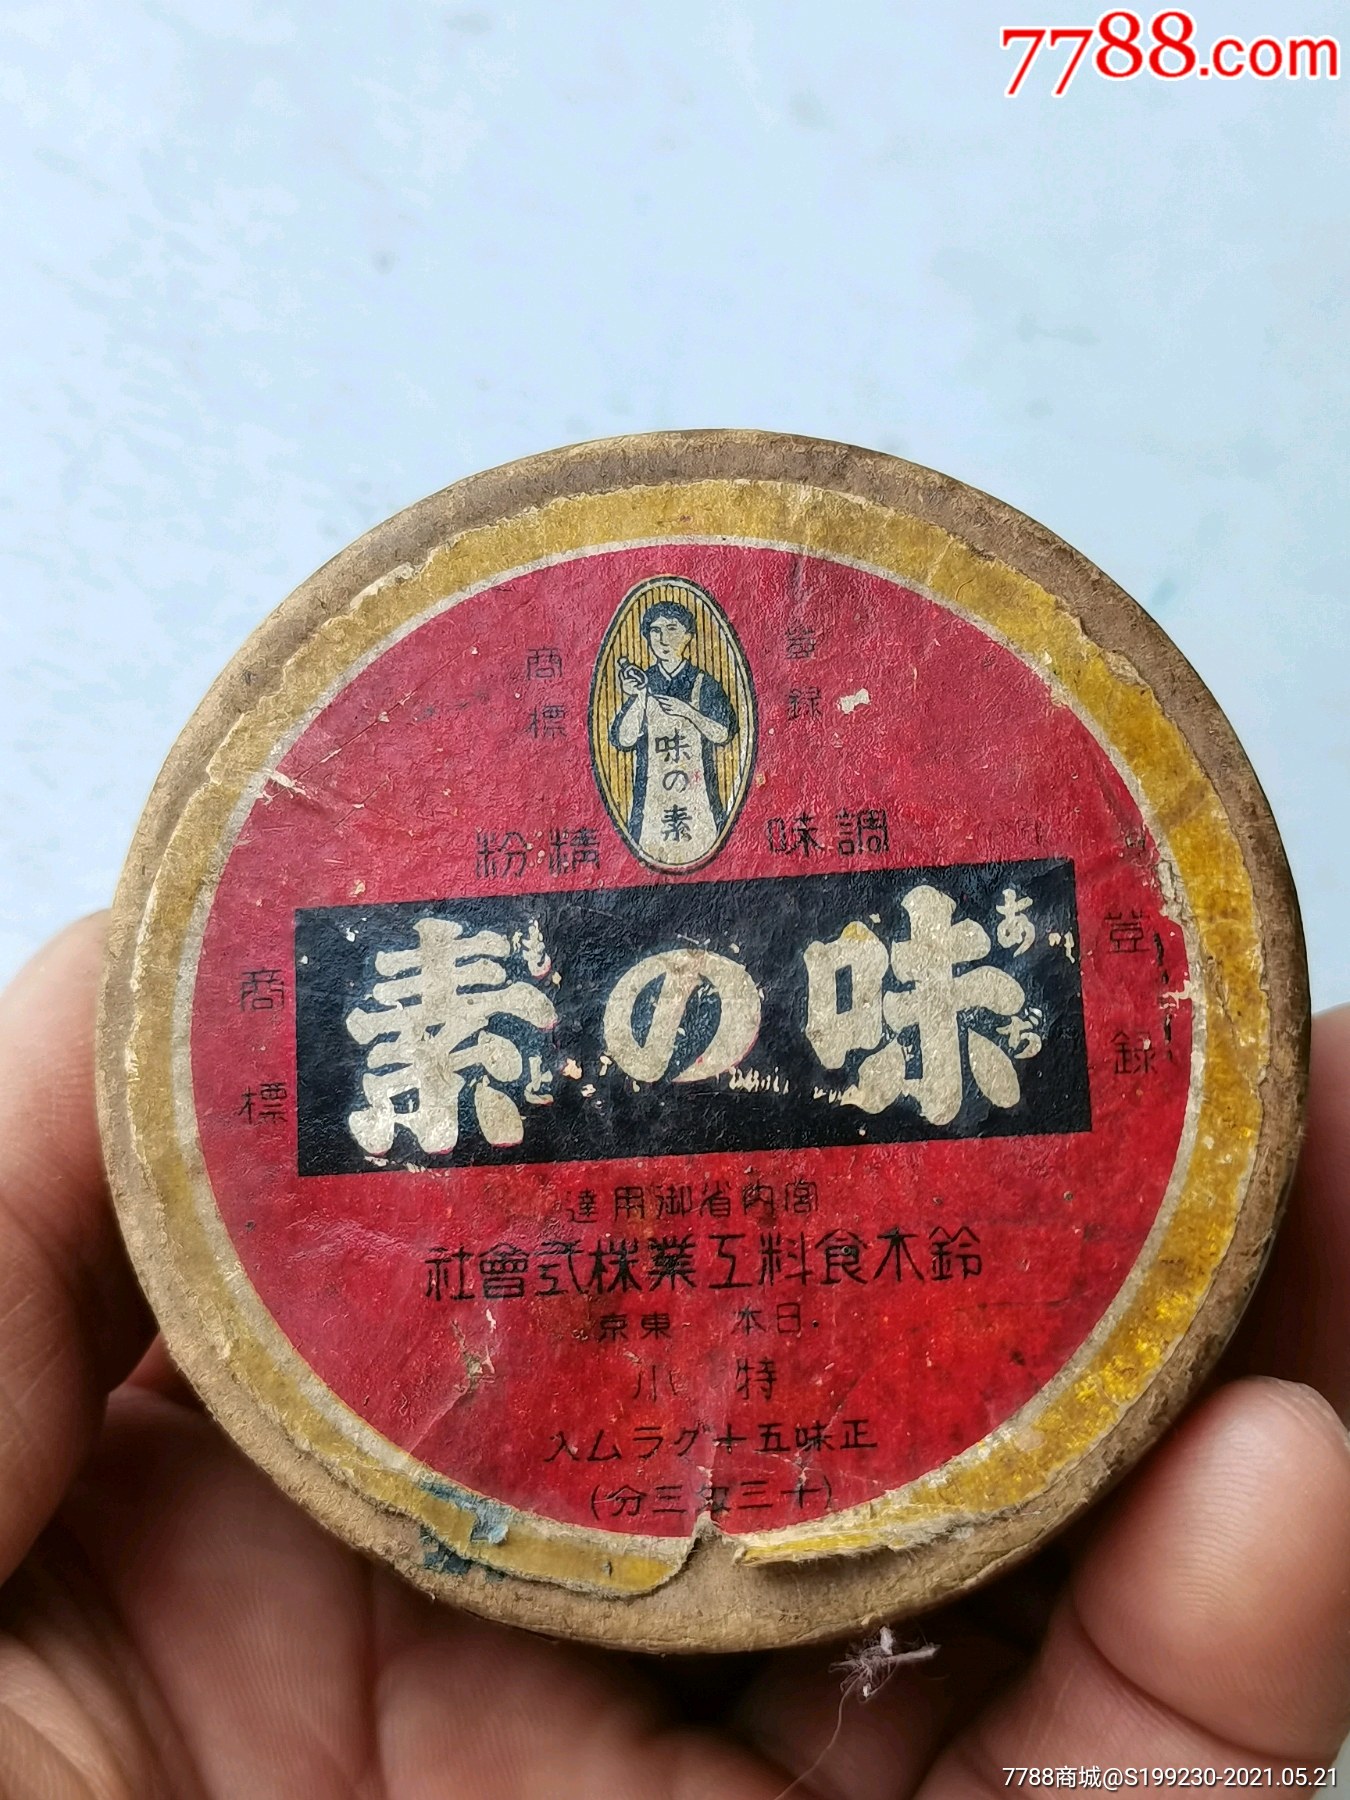 7788.com
登録 商標
味の素
調味 精粉
味の素
あぢ
もと
登録
商標
宮内省御用達
鈴木食料工業株式會社
日本 東京
特 小
正味五十グラム入
(十三匁三分)
7788商城@S199230-2021.05.21